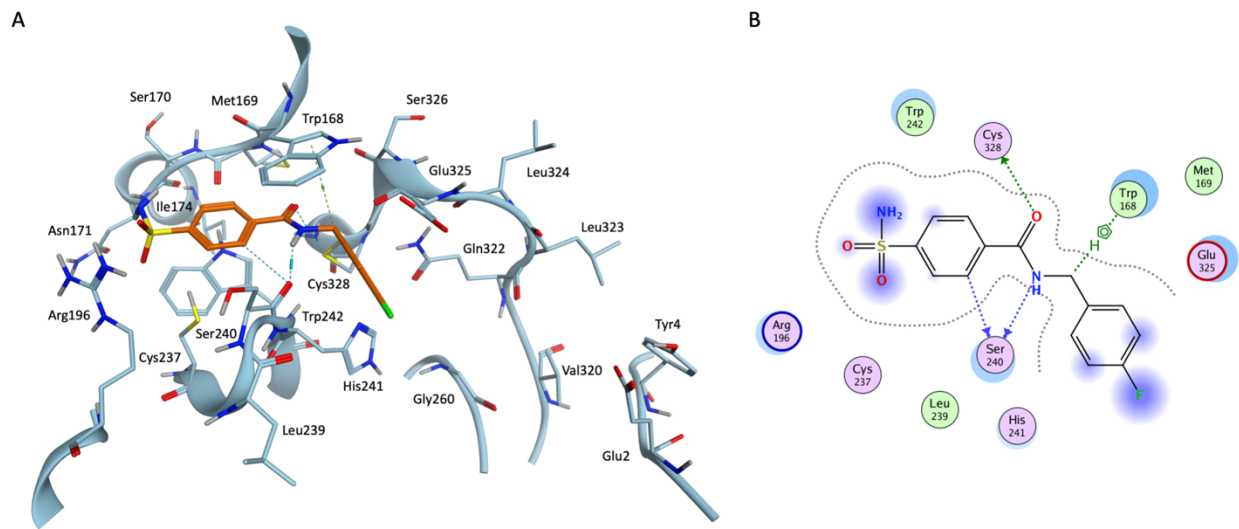 A
B
Ser170
Met169
Trp168
Ser326
Glu325
Leu324
Ile174
Asn171
Gln322
Leu323
Cys328
Arg196
Ser240
Trp242
Tyr4
Cys237
His241
Val320
Gly260
Leu239
Glu2
Trp
242
Cys
328
Met
169
Trp
168
NH₂
O
H
O
S
Glu
325
O
N
H
Arg
196
Ser
240
Cys
237
Leu
239
His
241
F